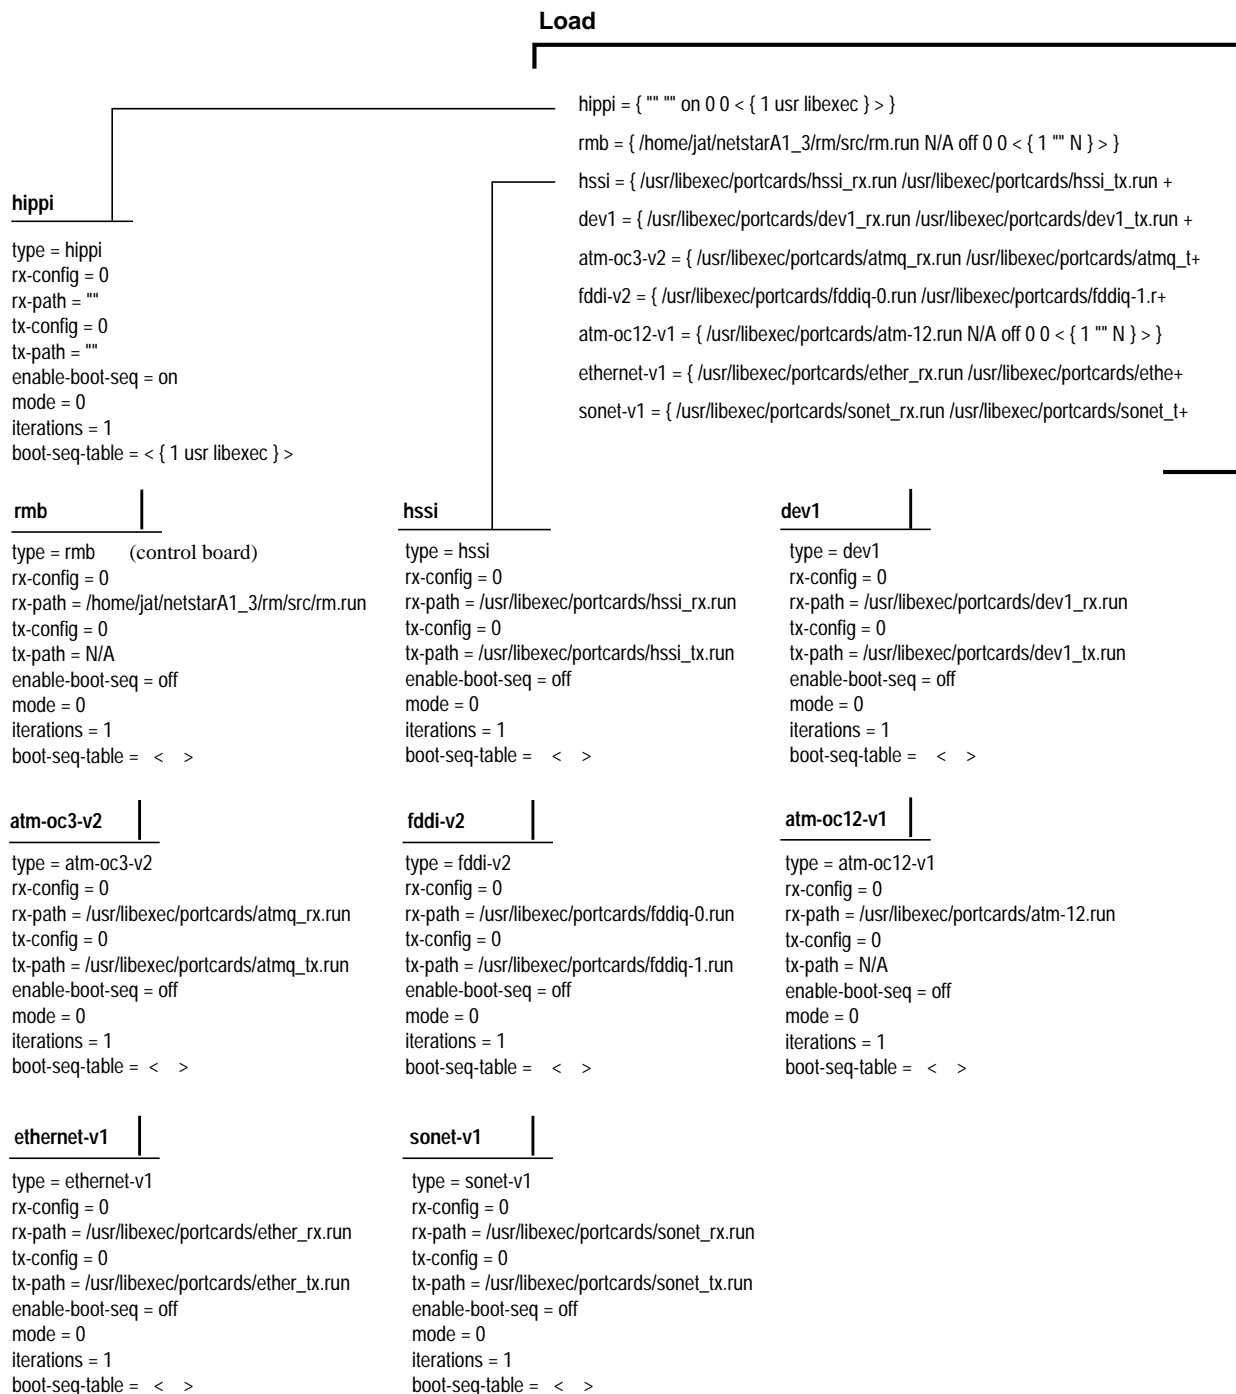 Load
hippi = { "" "" on 0 0 < { 1 usr libexec } > }
rmb = { /home/jat/netstarA1_3/rm/src/rm.run N/A off 0 0 < { 1 "" N } > }
hssi = { /usr/libexec/portcards/hssi_rx.run /usr/libexec/portcards/hssi_tx.run +
dev1 = { /usr/libexec/portcards/dev1_rx.run /usr/libexec/portcards/dev1_tx.run +
atm-oc3-v2 = { /usr/libexec/portcards/atmq_rx.run /usr/libexec/portcards/atmq_t+
fddi-v2 = { /usr/libexec/portcards/fddiq-0.run /usr/libexec/portcards/fddiq-1.r+
atm-oc12-v1 = { /usr/libexec/portcards/atm-12.run N/A off 0 0 < { 1 "" N } > }
ethernet-v1 = { /usr/libexec/portcards/ether_rx.run /usr/libexec/portcards/ethe+
sonet-v1 = { /usr/libexec/portcards/sonet_rx.run /usr/libexec/portcards/sonet_t+
hippi
type = hippi
rx-config = 0
rx-path = ""
tx-config = 0
tx-path = ""
enable-boot-seq = on
mode = 0
iterations = 1
boot-seq-table = < { 1 usr libexec } >
rmb
type = rmb (control board)
rx-config = 0
rx-path = /home/jat/netstarA1_3/rm/src/rm.run
tx-config = 0
tx-path = N/A
enable-boot-seq = off
mode = 0
iterations = 1
boot-seq-table = < >
hssi
type = hssi
rx-config = 0
rx-path = /usr/libexec/portcards/hssi_rx.run
tx-config = 0
tx-path = /usr/libexec/portcards/hssi_tx.run
enable-boot-seq = off
mode = 0
iterations = 1
boot-seq-table = < >
dev1
type = dev1
rx-config = 0
rx-path = /usr/libexec/portcards/dev1_rx.run
tx-config = 0
tx-path = /usr/libexec/portcards/dev1_tx.run
enable-boot-seq = off
mode = 0
iterations = 1
boot-seq-table = < >
atm-oc3-v2
type = atm-oc3-v2
rx-config = 0
rx-path = /usr/libexec/portcards/atmq_rx.run
tx-config = 0
tx-path = /usr/libexec/portcards/atmq_tx.run
enable-boot-seq = off
mode = 0
iterations = 1
boot-seq-table = < >
fddi-v2
type = fddi-v2
rx-config = 0
rx-path = /usr/libexec/portcards/fddiq-0.run
tx-config = 0
tx-path = /usr/libexec/portcards/fddiq-1.run
enable-boot-seq = off
mode = 0
iterations = 1
boot-seq-table = < >
atm-oc12-v1
type = atm-oc12-v1
rx-config = 0
rx-path = /usr/libexec/portcards/atm-12.run
tx-config = 0
tx-path = N/A
enable-boot-seq = off
mode = 0
iterations = 1
boot-seq-table = < >
ethernet-v1
type = ethernet-v1
rx-config = 0
rx-path = /usr/libexec/portcards/ether_rx.run
tx-config = 0
tx-path = /usr/libexec/portcards/ether_tx.run
enable-boot-seq = off
mode = 0
iterations = 1
boot-seq-table = < >
sonet-v1
type = sonet-v1
rx-config = 0
rx-path = /usr/libexec/portcards/sonet_rx.run
tx-config = 0
tx-path = /usr/libexec/portcards/sonet_tx.run
enable-boot-seq = off
mode = 0
iterations = 1
boot-seq-table = < >